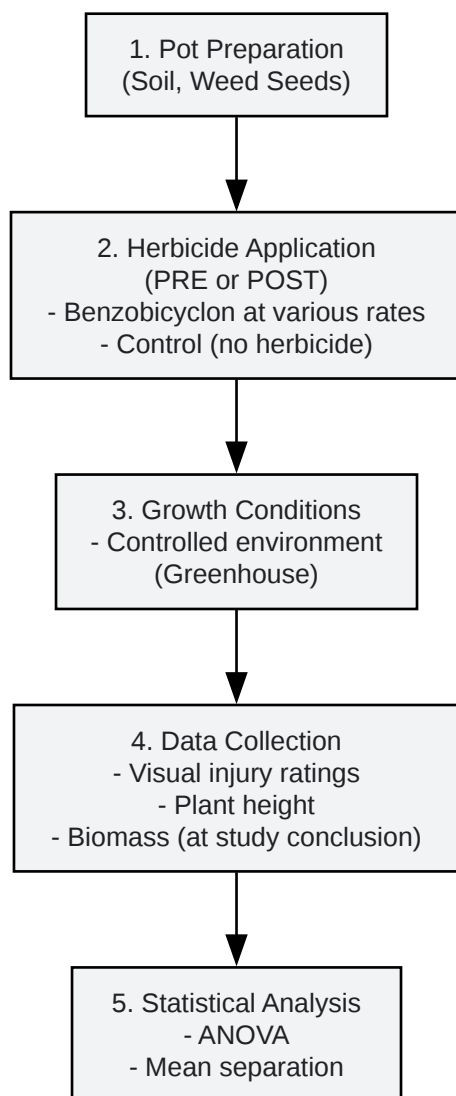 1. Pot Preparation
(Soil, Weed Seeds)
2. Herbicide Application
(PRE or POST)
- Benzobicyclon at various rates
- Control (no herbicide)
3. Growth Conditions
- Controlled environment
(Greenhouse)
4. Data Collection
- Visual injury ratings
- Plant height
- Biomass (at study conclusion)
5. Statistical Analysis
- ANOVA
- Mean separation